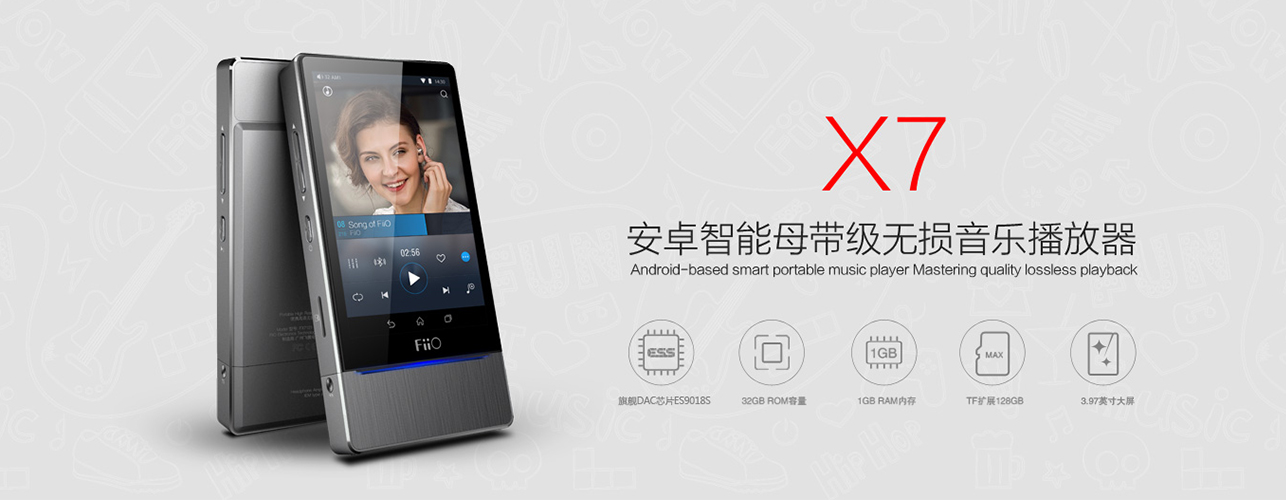 X7
安卓智能母带级无损音乐播放器
Android-based smart portable music player Mastering quality lossless playback
ESS
1GB
MAX
旗舰DAC芯片ES9018S
32GB ROM容量
1GB RAM内存
TF扩展128GB
3.97英寸大屏
14:30
08 Song of FiiO
FiiO
02:56
FiiO